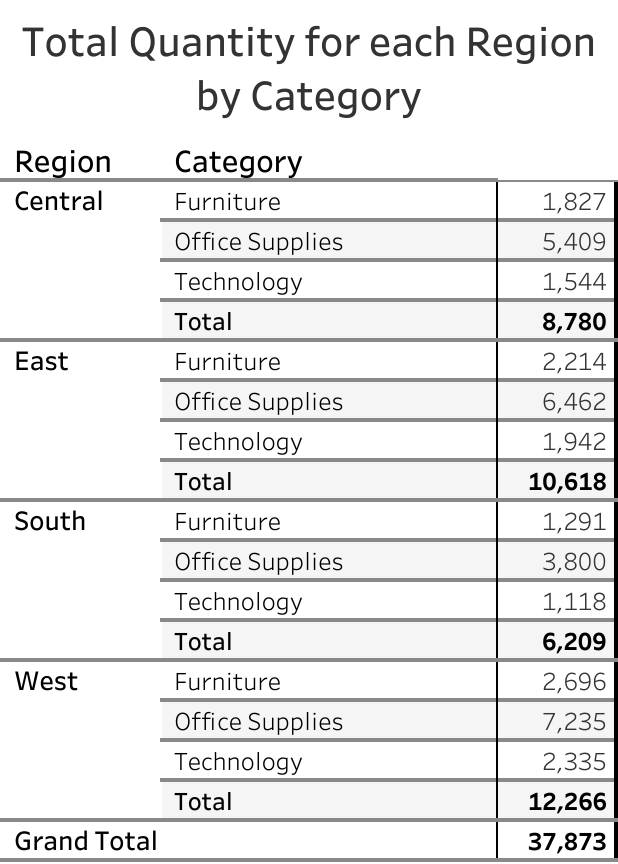 Total Quantity for each Region
by Category
Region Category
Central Furniture 1,827
Office Supplies 5,409
Technology 1,544
Total 8,780
East Furniture 2,214
Office Supplies 6,462
Technology 1,942
Total 10,618
South Furniture 1,291
Office Supplies 3,800
Technology 1,118
Total 6,209
West Furniture 2,696
Office Supplies 7,235
Technology 2,335
Total 12,266
Grand Total 37,873